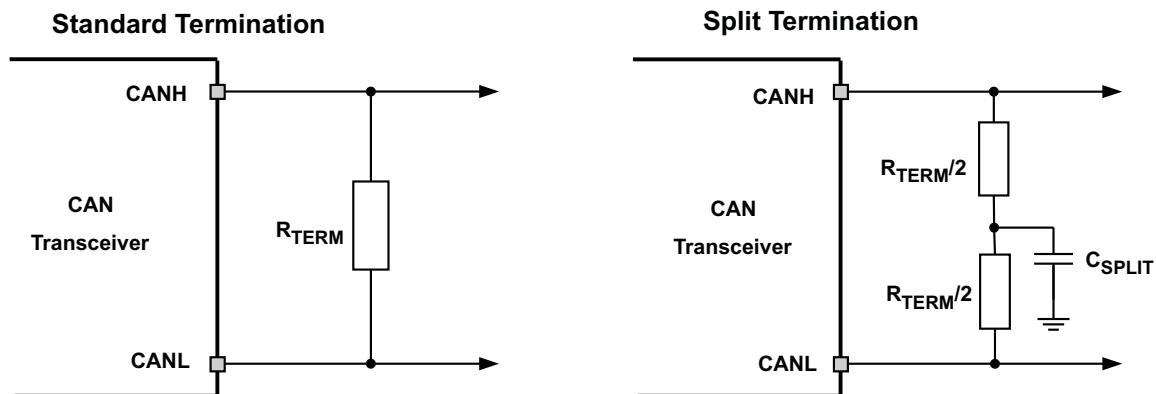 Standard Termination
CANH
CAN
Transceiver
RTERM
CANL
Split Termination
CANH
RTERM/2
CAN
Transceiver
CSPLIT
RTERM/2
CANL